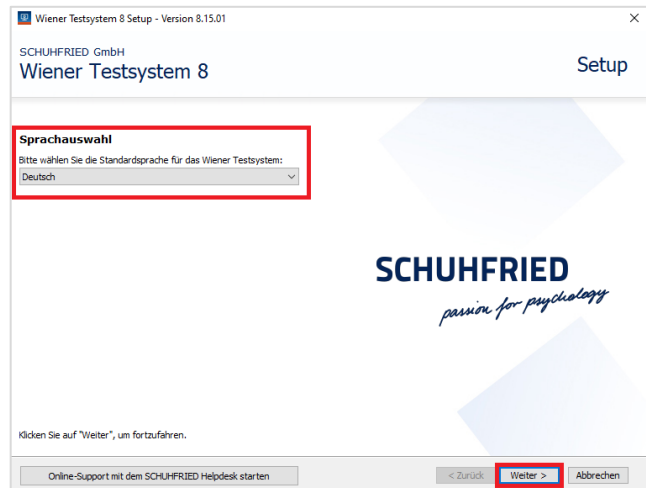 Wiener Testsystem 8 Setup - Version 8.15.01
SCHUHFRIED GmbH
Wiener Testsystem 8
Setup
Sprachauswahl
Bitte wählen Sie die Standardsprache für das Wiener Testsystem:
Deutsch
SCHUHFRIED
passion for psychology
Klicken Sie auf "Weiter", um fortzufahren.
Online-Support mit dem SCHUHFRIED Helpdesk starten
< Zurück
Weiter >
Abbrechen